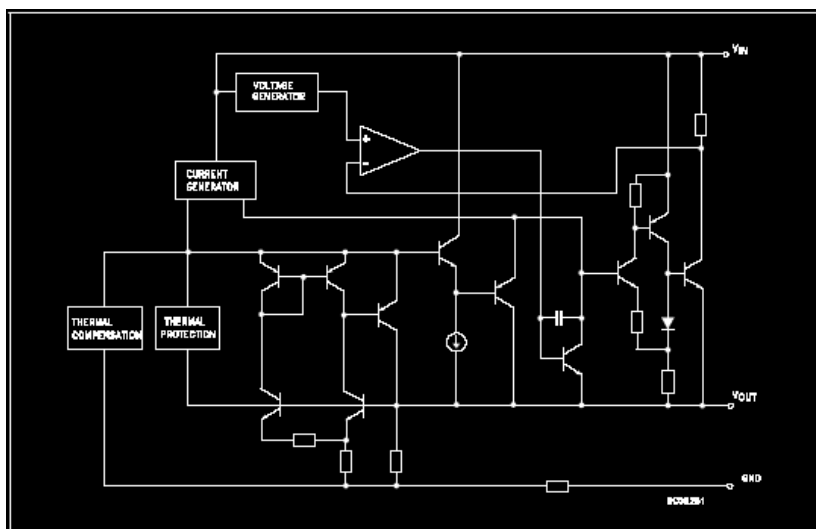 VIN
VOLTAGE
GENERATOR
CURRENT
GENERATOR
THERMAL
COMPENSATION
THERMAL
PROTECTION
VOUT
GND